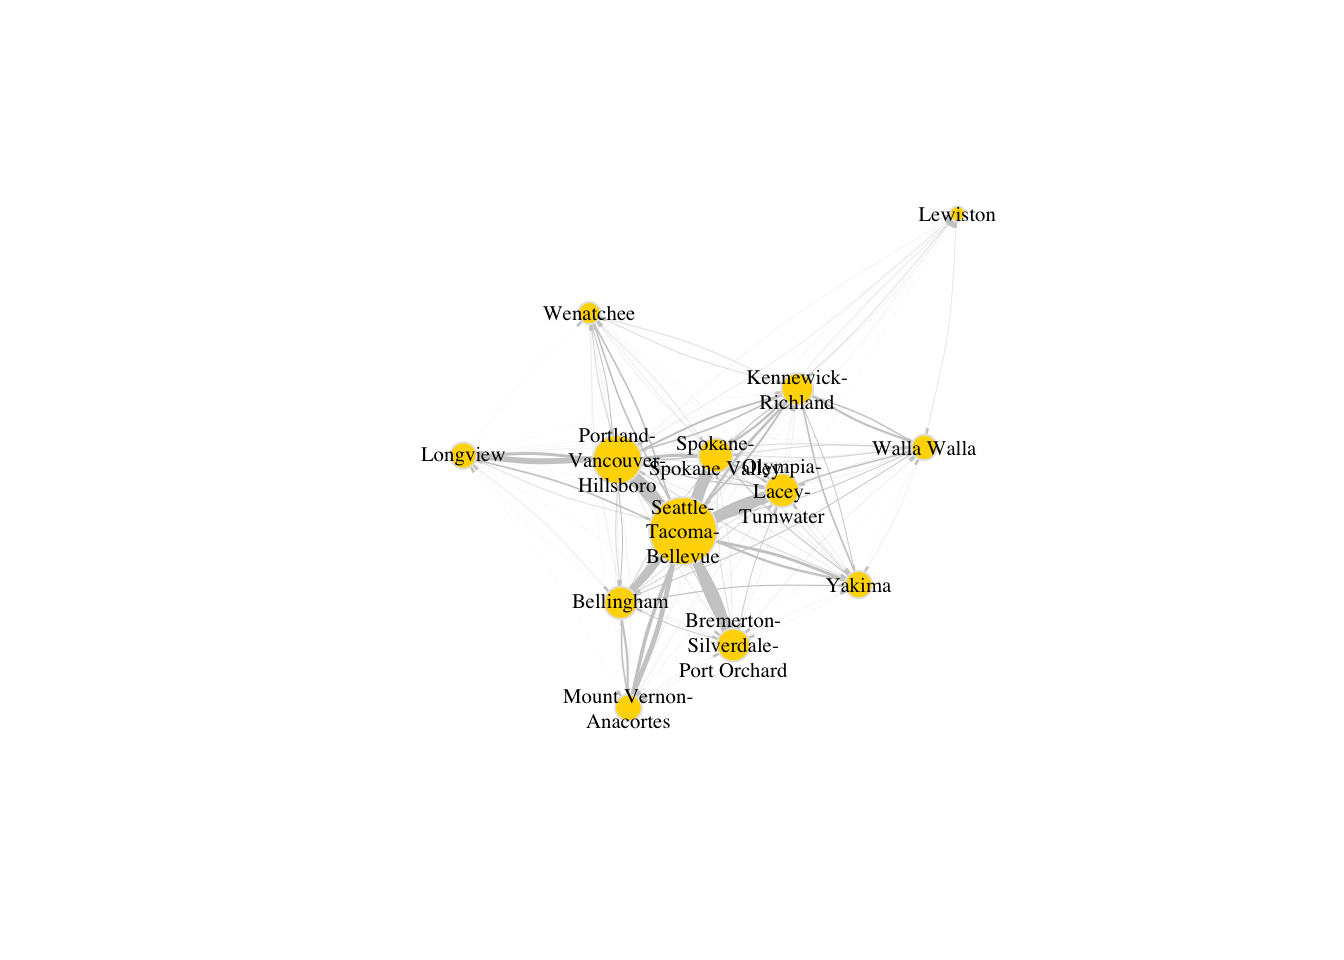 Lewiston
Wenatchee
Kennewick-
Richland
Portland-
Vancouver-
Hillsboro
Spokane-
Spokane Valley
Longview
Walla Walla
Olympia-
Lacey-
Tumwater
Seattle-
Tacoma-
Bellevue
Yakima
Bellingham
Bremerton-
Silverdale-
Port Orchard
Mount Vernon-
Anacortes